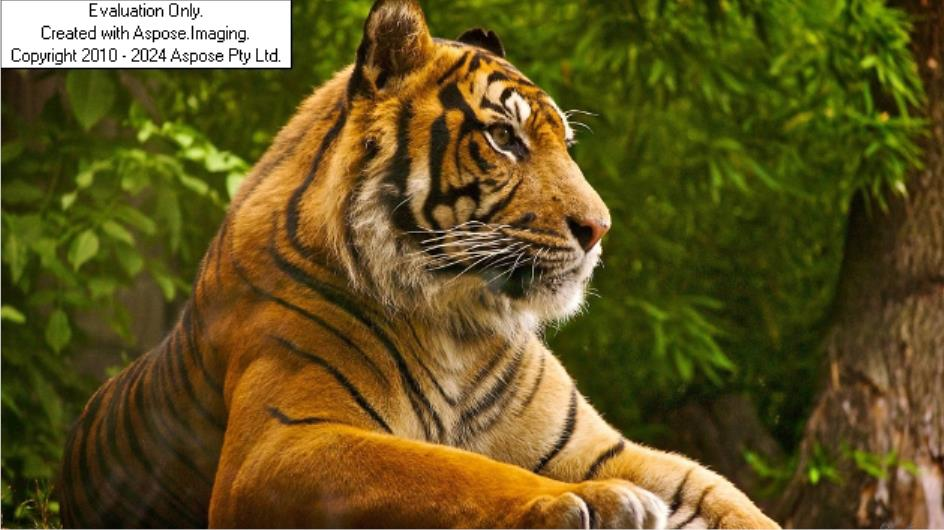 Evaluation Only.
Created with Aspose.Imaging.
Copyright 2010 - 2024 Aspose Pty Ltd.